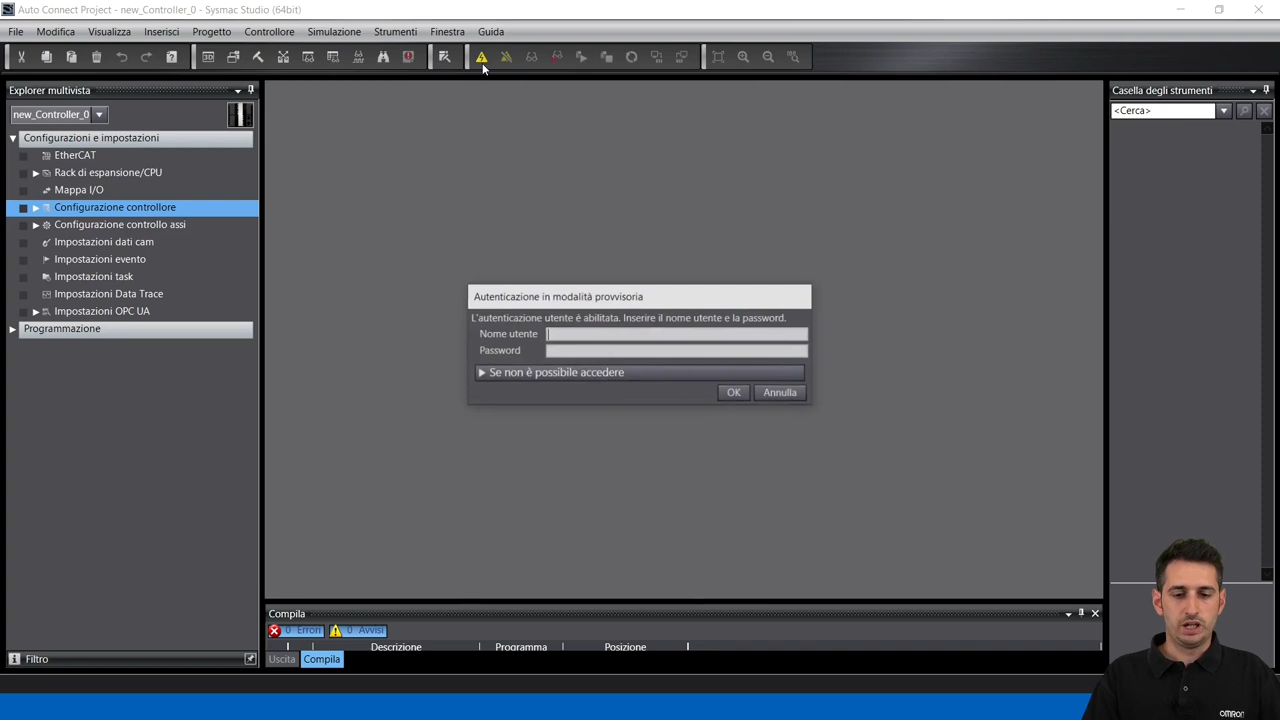 Auto Connect Project - new_Controller_0 - Sysmac Studio (64bit)
File Modifica Visualizza Inserisci Progetto Controllore Simulazione Strumenti Finestra Guida
Explorer multivista
new_Controller_0
Configurazioni e impostazioni
EtherCAT
Rack di espansione/CPU
Mappa I/O
Configurazione controllore
Configurazione controllo assi
Impostazioni dati cam
Impostazioni evento
Impostazioni task
Impostazioni Data Trace
Impostazioni OPC UA
Programmazione
Filtro
Autenticazione in modalità provvisoria
L'autenticazione utente è abilitata. Inserire il nome utente e la password.
Nome utente
Password
Se non è possibile accedere
OK Annulla
Compila
0 Errori 0 Avvisi
Descrizione Programma Posizione
Uscita Compila
Casella degli strumenti
<Cerca>
OMRON